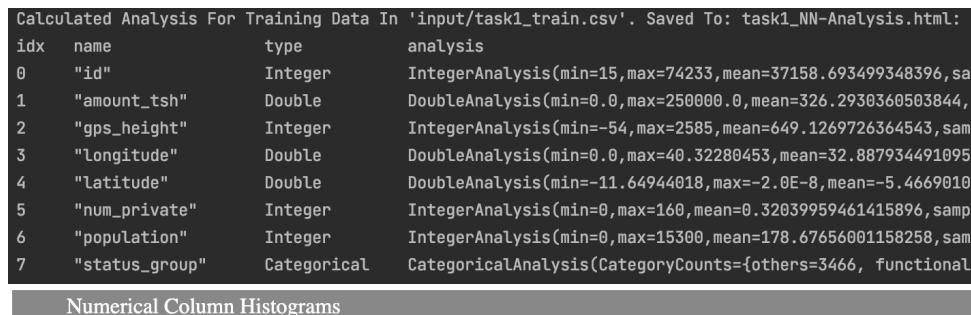 Calculated Analysis For Training Data In 'input/task1_train.csv'. Saved To: task1_NN-Analysis.html:
idx name type analysis
0 "id" Integer IntegerAnalysis(min=15,max=74233,mean=37158.693499348396,sa
1 "amount_tsh" Double DoubleAnalysis(min=0.0,max=250000.0,mean=326.2930360503844,
2 "gps_height" Integer IntegerAnalysis(min=-54,max=2585,mean=649.1269726364543,sam
3 "longitude" Double DoubleAnalysis(min=0.0,max=40.32280453,mean=32.887934491095
4 "latitude" Double DoubleAnalysis(min=-11.64944018,max=-2.0E-8,mean=-5.4669010
5 "num_private" Integer IntegerAnalysis(min=0,max=160,mean=0.32039959461415896,samp
6 "population" Integer IntegerAnalysis(min=0,max=15300,mean=178.67656001158258,sam
7 "status_group" Categorical CategoricalAnalysis(CategoryCounts={others=3466, functional
Numerical Column Histograms